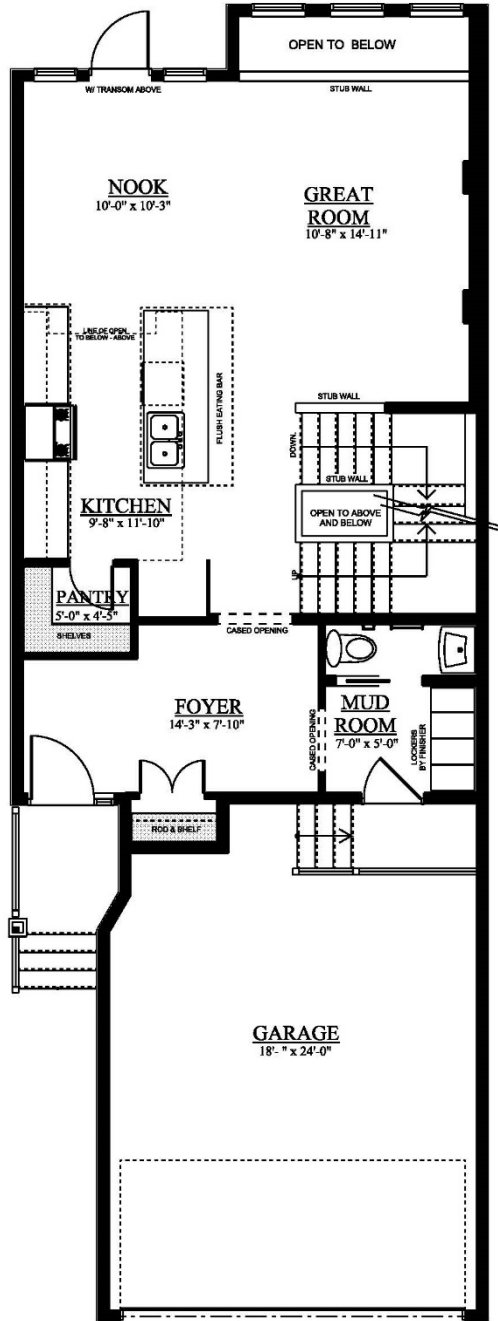 OPEN TO BELOW
W/ TRANSOM ABOVE
STUB WALL
NOOK
10'-0" x 10'-3"
GREAT
ROOM
10'-8" x 14'-11"
LINE OF OPEN
TO BELOW - ABOVE
FLUSH EATING BAR
STUB WALL
DOWN.
STUB WALL
OPEN TO ABOVE
AND BELOW
UP
KITCHEN
9'-8" x 11'-10"
PANTRY
5'-0" x 4'-5"
SHELVES
CASED OPENING
FOYER
14'-3" x 7'-10"
CASED OPENING
MUD
ROOM
7'-0" x 5'-0"
LOCKERS
BY FINISHER
ROD & SHELF
GARAGE
18'- " x 24'-0"